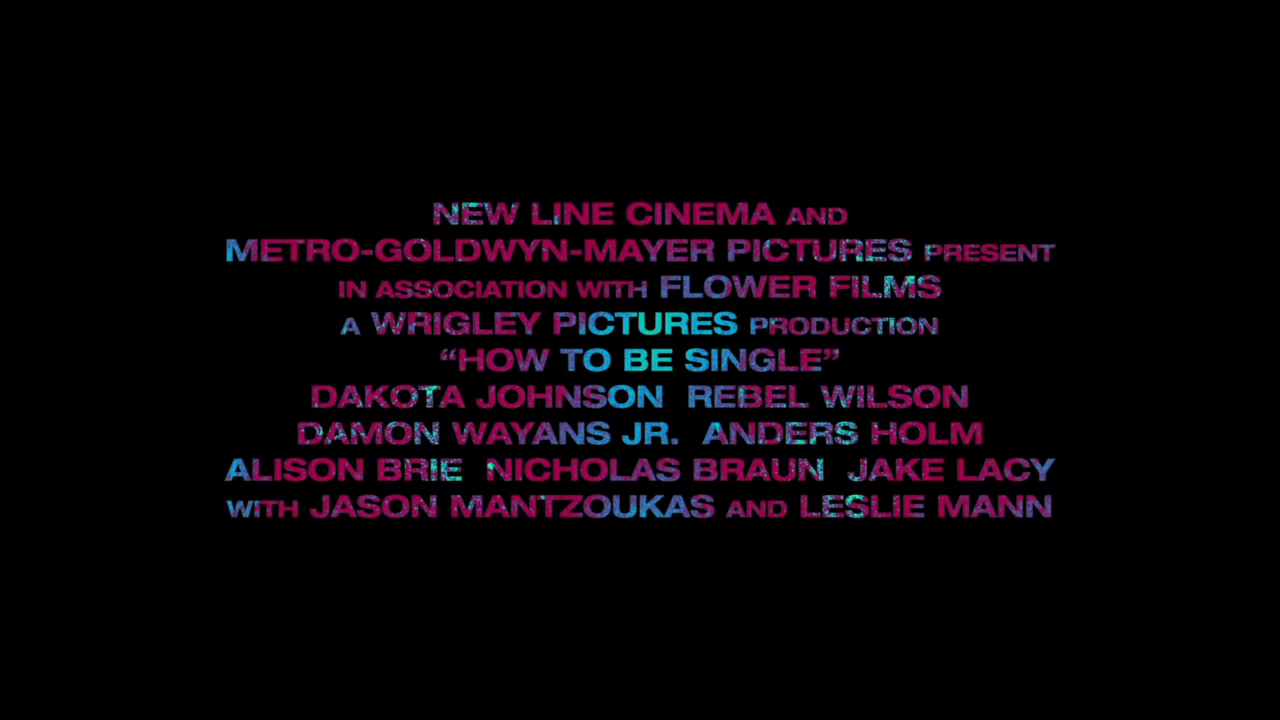 NEW LINE CINEMA AND
METRO-GOLDWYN-MAYER PICTURES PRESENT
IN ASSOCIATION WITH FLOWER FILMS
A WRIGLEY PICTURES PRODUCTION
“HOW TO BE SINGLE”
DAKOTA JOHNSON REBEL WILSON
DAMON WAYANS JR. ANDERS HOLM
ALISON BRIE NICHOLAS BRAUN JAKE LACY
WITH JASON MANTZOUKAS AND LESLIE MANN